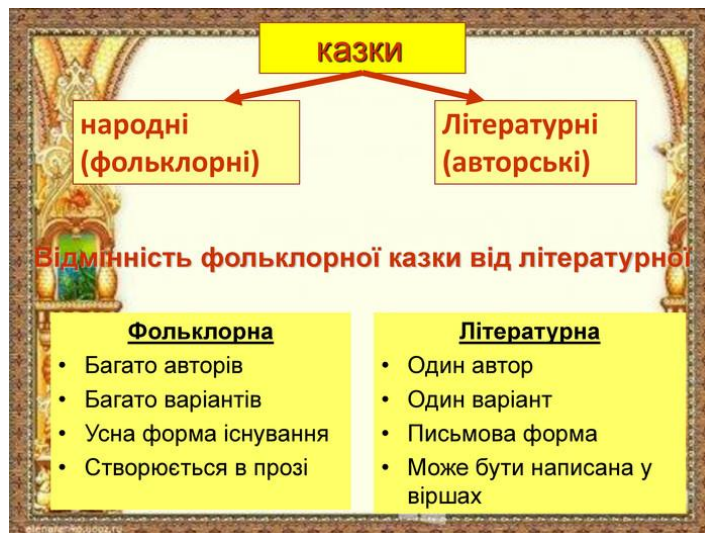 казки
народні
(фольклорні)
Літературні
(авторські)
Відмінність фольклорної казки від літературної
Фольклорна
• Багато авторів
• Багато варіантів
• Усна форма існування
• Створюється в прозі
Літературна
• Один автор
• Один варіант
• Письмова форма
• Може бути написана у
віршах